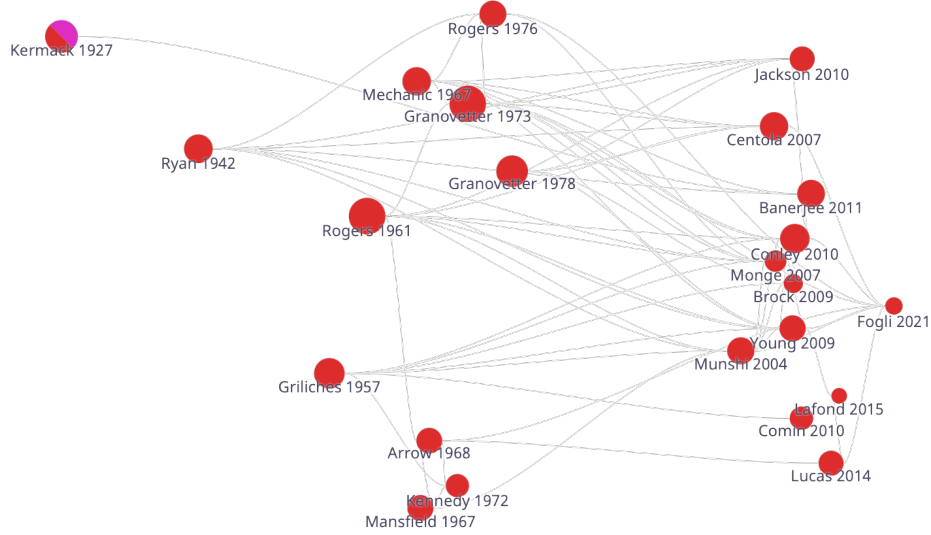 Rogers 1976
Kermack 1927
Jackson 2010
Mechanic 1967
Granovetter 1973
Centola 2007
Ryan 1942
Granovetter 1978
Banerjee 2011
Rogers 1961
Conley 2010
Monge 2007
Brock 2009
Fogli 2021
Young 2009
Munshi 2004
Griliches 1957
Lafond 2015
Comin 2010
Arrow 1968
Lucas 2014
Kennedy 1972
Mansfield 1967